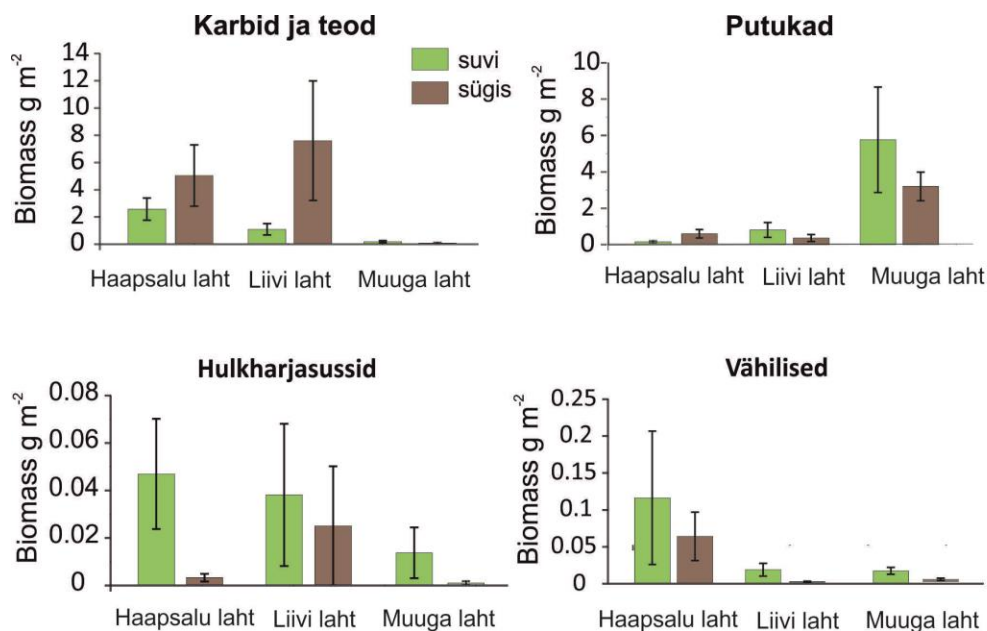 Karbid ja teod
Biomass g m⁻²
14
12
10
8
6
4
2
0
suvi
sügis
Haapsalu laht
Liivi laht
Muuga laht
Putukad
Biomass g m⁻²
10
8
6
4
2
0
Haapsalu laht
Liivi laht
Muuga laht
Hulkharjasussid
Biomass g m⁻²
0.08
0.06
0.04
0.02
0
Haapsalu laht
Liivi laht
Muuga laht
Vähilised
Biomass g m⁻²
0.25
0.2
0.15
0.1
0.05
0
Haapsalu laht
Liivi laht
Muuga laht